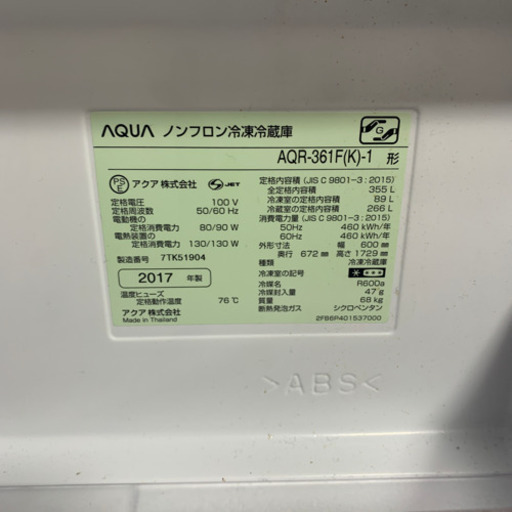 AQUA ノンフロン冷凍冷蔵庫
G
AQR-361F(K)-1 形
PS E アクア株式会社 S-JET
定格電圧 100 V
定格周波数 50/60 Hz
電動機の
定格消費電力 80/90 W
電熱装置の
定格消費電力 130/130 W
製造番号 7TK51904
2017 年製
温度ヒューズ
定格動作温度 76℃
アクア株式会社
Made in Thailand
定格内容積 (JIS C 9801-3:2015)
全定格内容積 355 L
冷凍室の定格内容積 89 L
冷蔵室の定格内容積 266 L
消費電力量 (JIS C 9801-3:2015)
50Hz 460 kWh/年
60Hz 460 kWh/年
外形寸法 幅 600 mm
奥行 672 mm 高さ 1729 mm
種類 冷凍冷蔵庫
冷凍室の記号
冷媒名 R600a
冷媒封入量 47 g
質量 68 kg
断熱発泡ガス シクロペンタン
2FB6P401537000
>ABS<